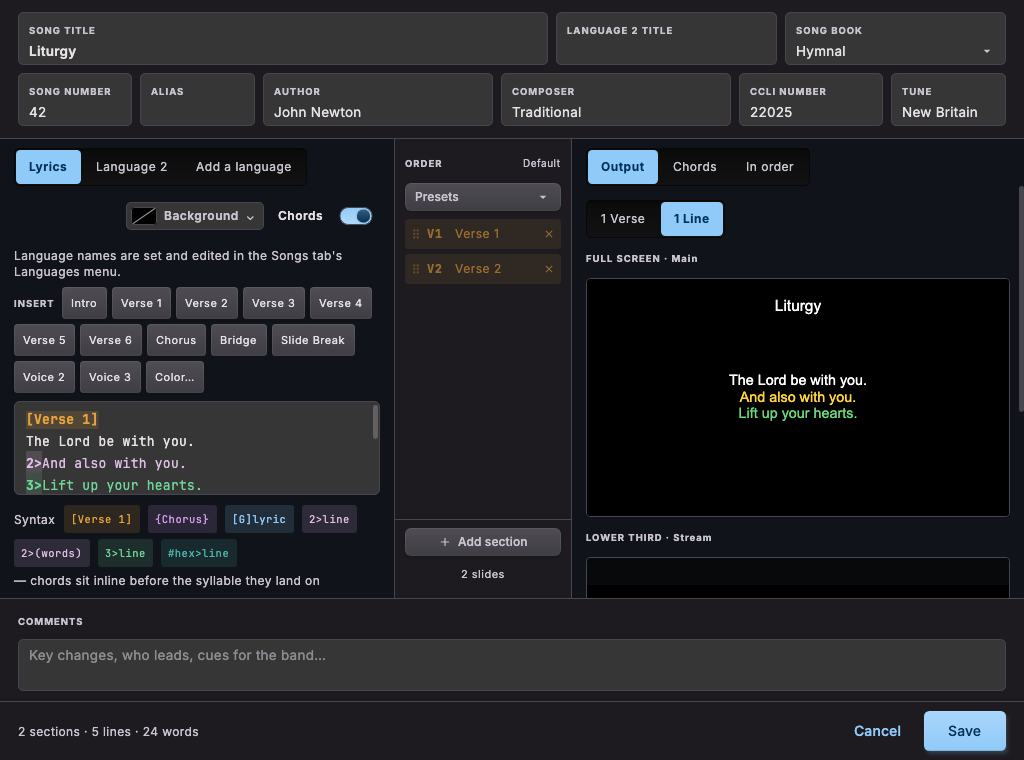 SONG TITLE
Liturgy
LANGUAGE 2 TITLE
SONG BOOK
Hymnal
SONG NUMBER
42
ALIAS
AUTHOR
John Newton
COMPOSER
Traditional
CCLI NUMBER
22025
TUNE
New Britain
Lyrics
Language 2
Add a language
Background
Chords
Language names are set and edited in the Songs tab's
Languages menu.
INSERT
Intro
Verse 1
Verse 2
Verse 3
Verse 4
Verse 5
Verse 6
Chorus
Bridge
Slide Break
Voice 2
Voice 3
Color...
[Verse 1]
The Lord be with you.
2>And also with you.
3>Lift up your hearts.
Syntax
[Verse 1]
{Chorus}
[G]lyric
2>line
2>(words)
3>line
#hex>line
— chords sit inline before the syllable they land on
ORDER
Default
Presets
V1 Verse 1 ×
V2 Verse 2 ×
+ Add section
2 slides
Output
Chords
In order
1 Verse
1 Line
FULL SCREEN · Main
Liturgy
The Lord be with you.
And also with you.
Lift up your hearts.
LOWER THIRD · Stream
COMMENTS
Key changes, who leads, cues for the band...
2 sections · 5 lines · 24 words
Cancel
Save